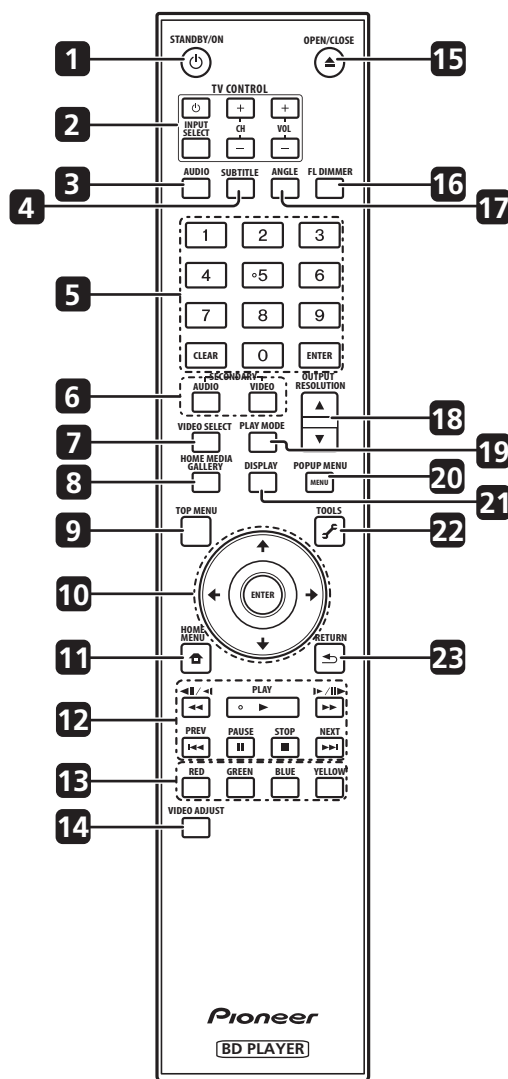 STANDBY/ON
OPEN/CLOSE
1
15
TV CONTROL
2
INPUT
SELECT
+
CH
–
+
VOL
–
3
AUDIO
SUBTITLE
ANGLE
FL DIMMER
16
4
17
1
2
3
4
5
6
5
7
8
9
CLEAR
0
ENTER
SECONDARY
AUDIO
VIDEO
OUTPUT
RESOLUTION
6
18
7
VIDEO SELECT
PLAY MODE
19
8
HOME MEDIA
GALLERY
DISPLAY
POPUP MENU
MENU
20
21
9
TOP MENU
TOOLS
22
10
ENTER
11
HOME
MENU
RETURN
23
12
PLAY
PREV
PAUSE
STOP
NEXT
13
RED
GREEN
BLUE
YELLOW
14
VIDEO ADJUST
Pioneer
BD PLAYER